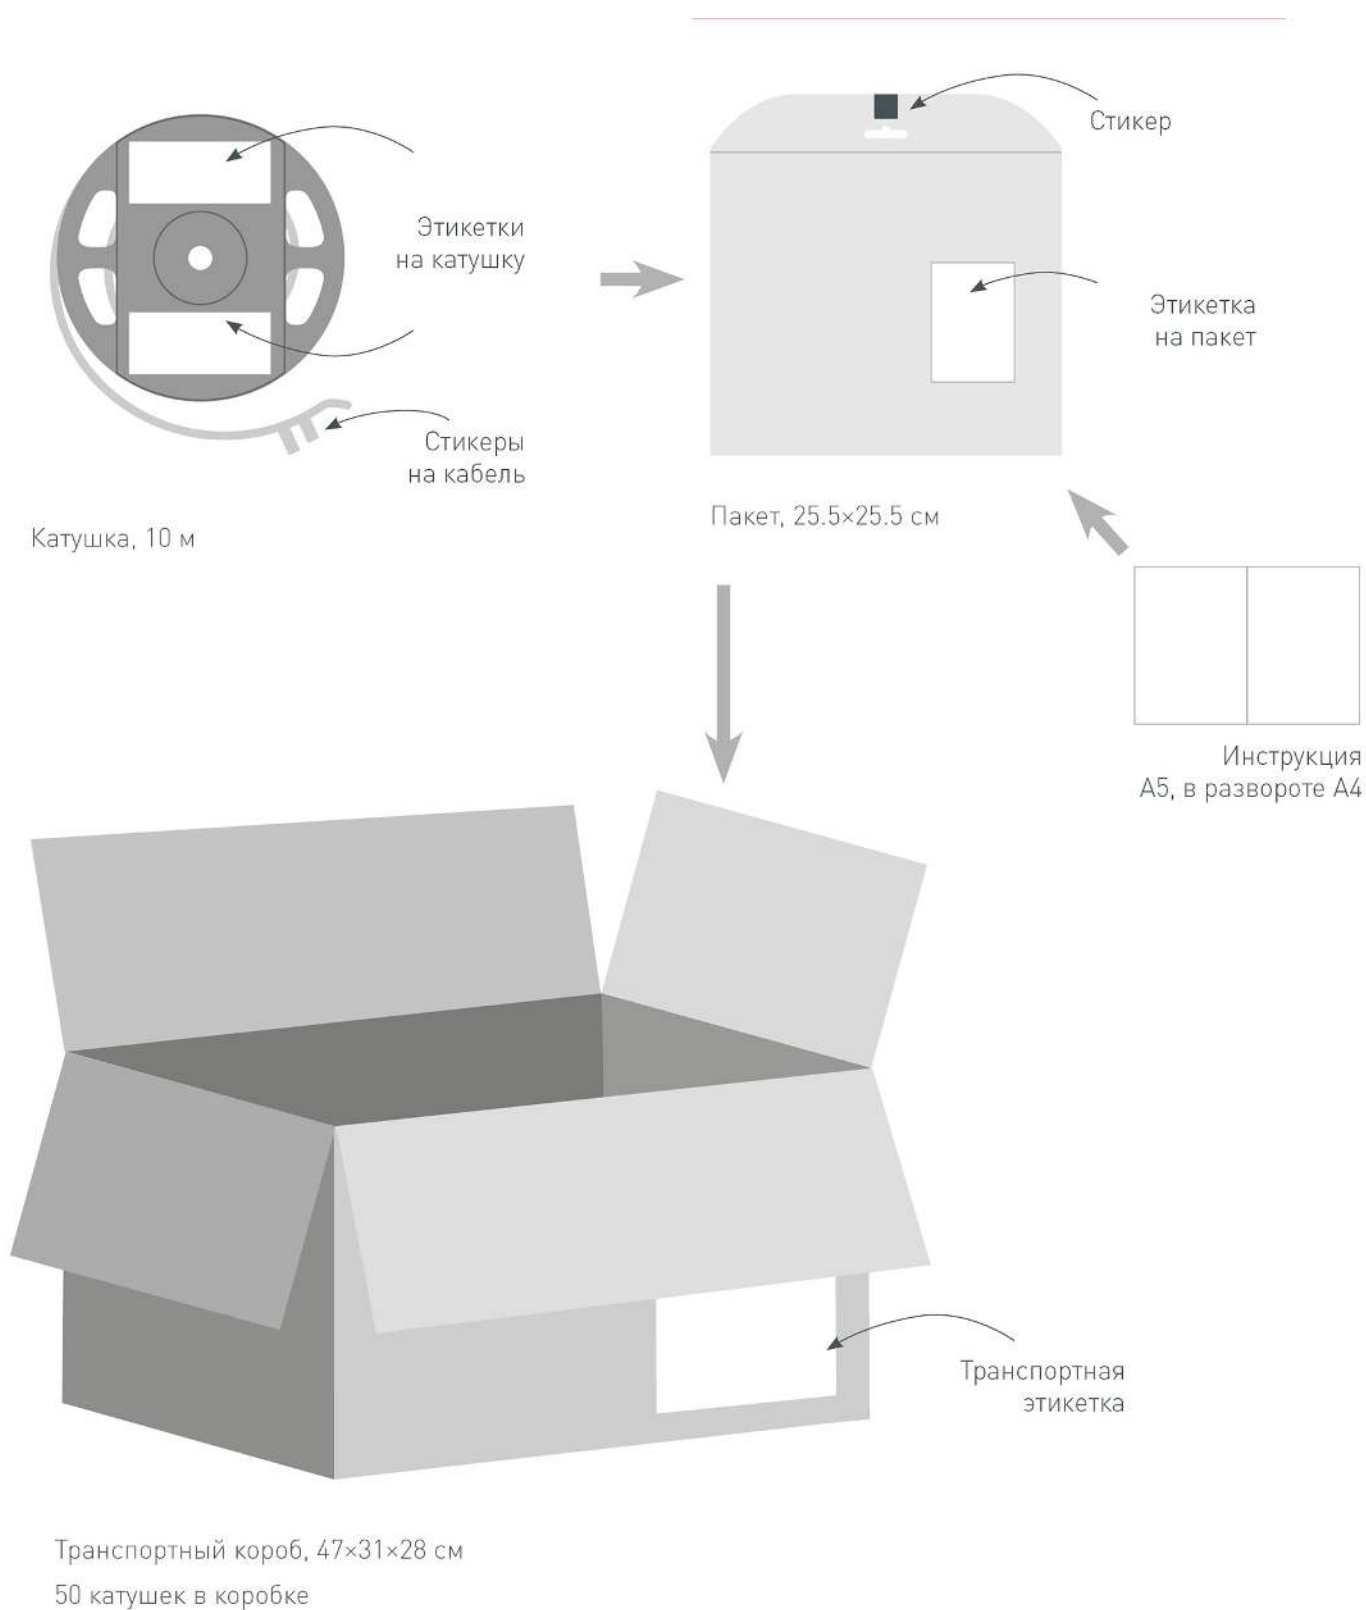 Стикер
Этикетки
на катушку
Этикетка
на пакет
Стикеры
на кабель
Катушка, 10 м
Пакет, 25.5×25.5 см
Инструкция
А5, в развороте А4
Транспортная
этикетка
Транспортный короб, 47×31×28 см
50 катушек в коробке